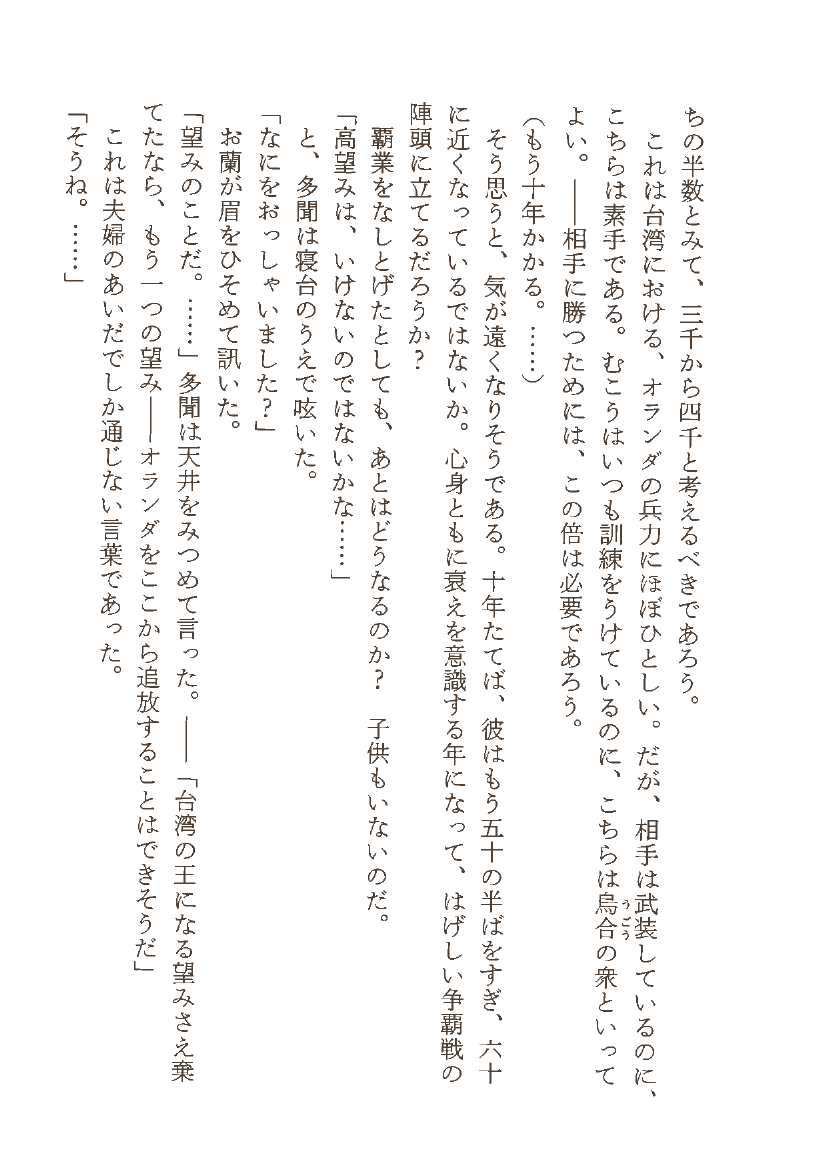 ちの半数とみて、三千から四千と考えるべきであろう。
　これは台湾における、オランダの兵力にほぼひとしい。だが、相手は武装しているのに、
こちらは素手である。むこうはいつも訓練をうけているのに、こちらは烏合の衆といって
よい。――相手に勝つためには、この倍は必要であろう。
（もう十年かかる。……）
　そう思うと、気が遠くなりそうである。十年たてば、彼はもう五十の半ばをすぎ、六十
に近くなっているではないか。心身ともに衰えを意識する年になって、はげしい争覇戦の
陣頭に立てるだろうか？
　覇業をなしとげたとしても、あとはどうなるのか？　子供もいないのだ。
「高望みは、いけないのではないかな……」
　と、多聞は寝台のうえで呟いた。
「なにをおっしゃいました？」
　お蘭が眉をひそめて訊いた。
「望みのことだ。……」多聞は天井をみつめて言った。――「台湾の王になる望みさえ棄
てたなら、もう一つの望み――オランダをここから追放することはできそうだ」
　これは夫婦のあいだでしか通じない言葉であった。
「そうね。……」